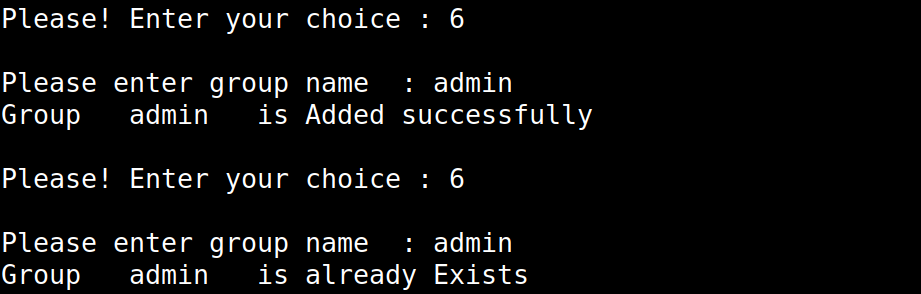 Please! Enter your choice : 6
Please enter group name  : admin
Group   admin   is Added successfully
Please! Enter your choice : 6
Please enter group name  : admin
Group   admin   is already Exists